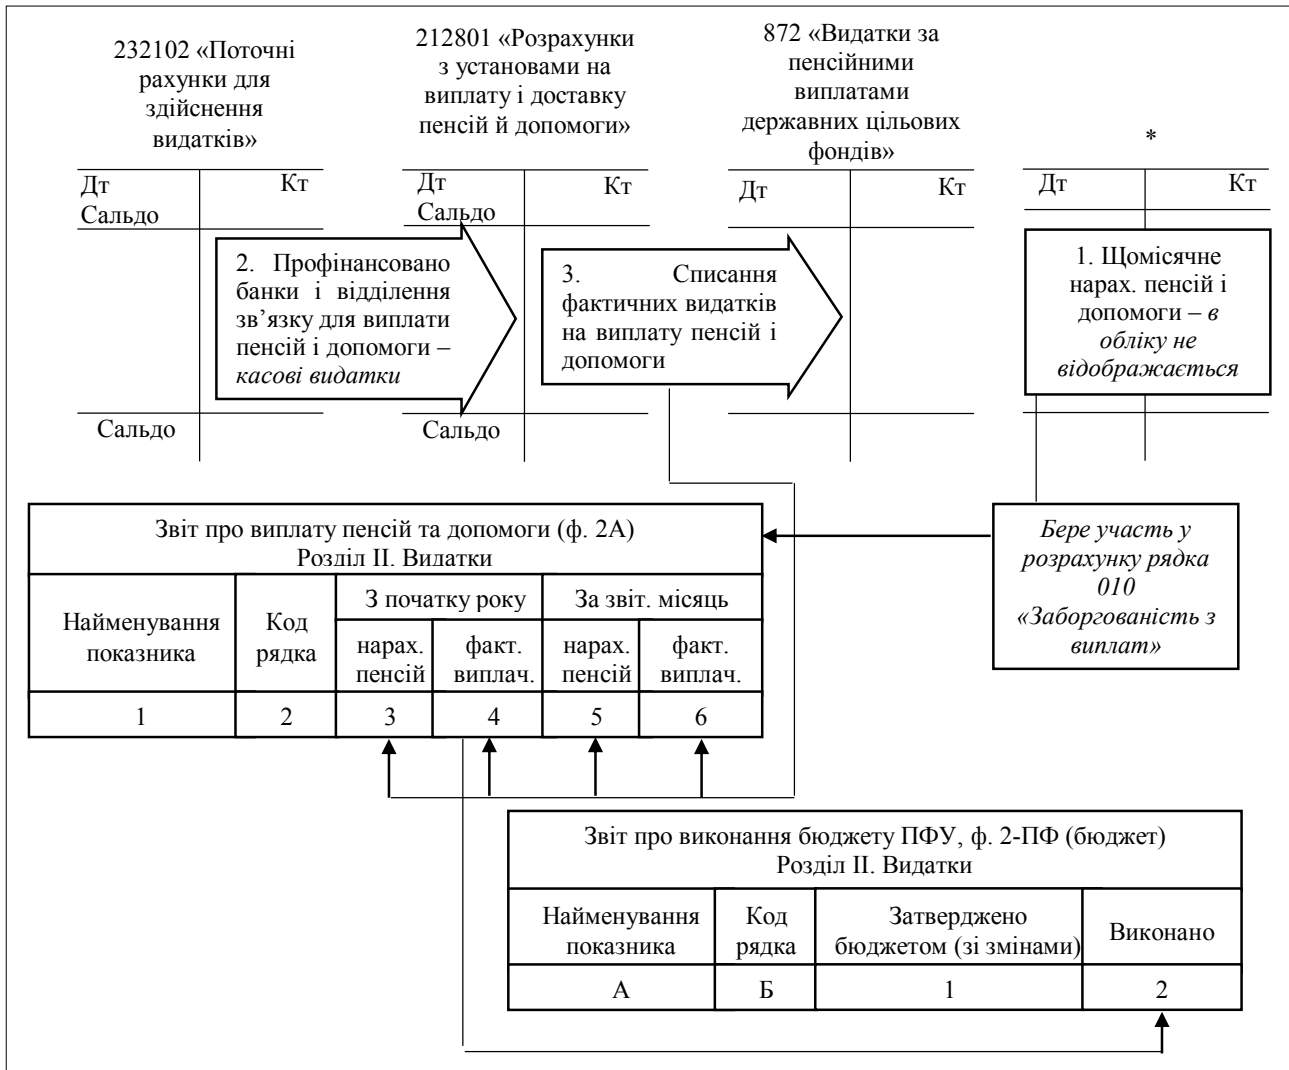 232102 «Поточні
рахунки для
здійснення
видатків»
212801 «Розрахунки
з установами на
виплату і доставку
пенсій й допомоги»
872 «Видатки за
пенсійними
виплатами
державних цільових
фондів»
*
Дт Кт
Сальдо
Дт Кт
Сальдо
Дт Кт
Дт Кт
2. Профінансовано
банки і відділення
зв’язку для виплати
пенсій і допомоги –
касові видатки
3. Списання
фактичних видатків
на виплату пенсій і
допомоги
1. Щомісячне
нарах. пенсій і
допомоги – в
обліку не
відображається
Сальдо
Сальдо
Звіт про виплату пенсій та допомоги (ф. 2А)
Розділ ІІ. Видатки
Найменування
показника
Код
рядка
З початку року
За звіт. місяць
нарах.
пенсій
факт.
виплач.
нарах.
пенсій
факт.
виплач.
1 2 3 4 5 6
Бере участь у
розрахунку рядка
010
«Заборгованість з
виплат»
Звіт про виконання бюджету ПФУ, ф. 2-ПФ (бюджет)
Розділ ІІ. Видатки
Найменування
показника
Код
рядка
Затверджено
бюджетом (зі змінами)
Виконано
А Б 1 2